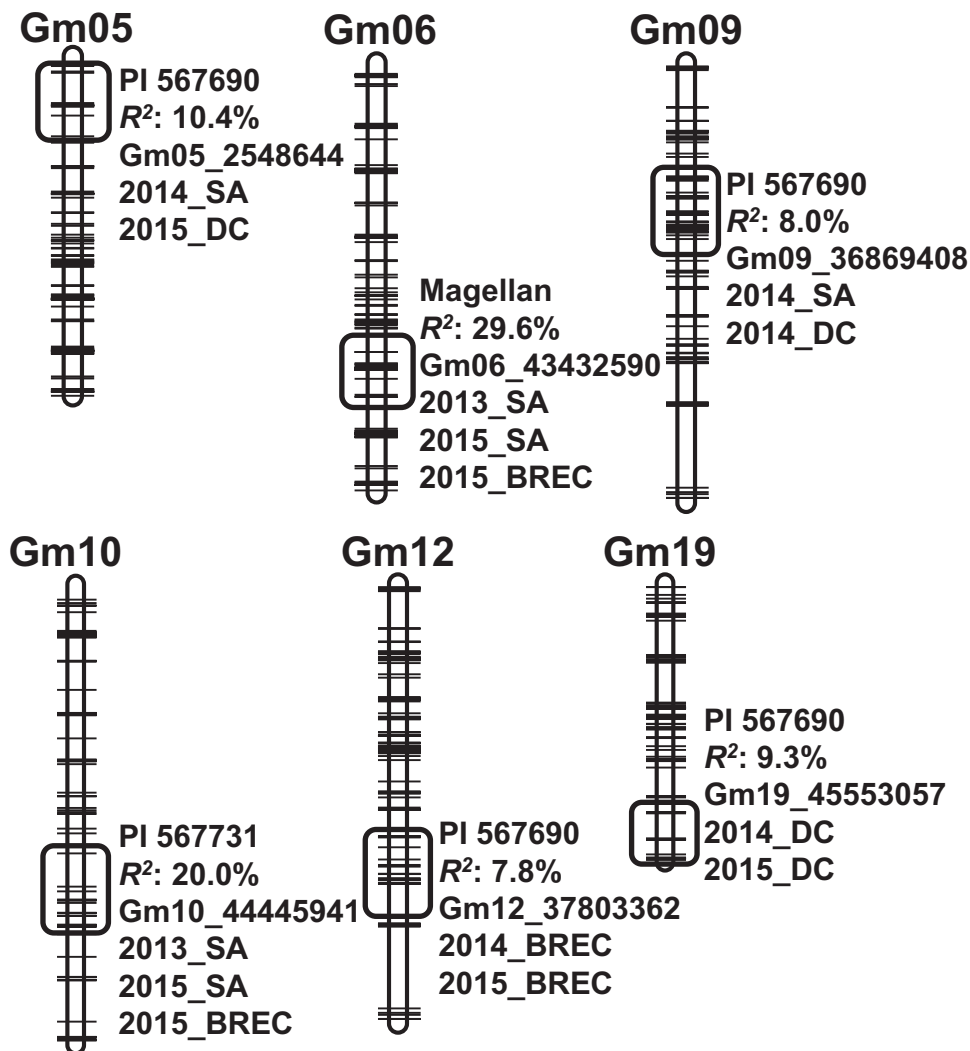 Gm05
PI 567690
R²: 10.4%
Gm05_2548644
2014_SA
2015_DC
Gm06
Magellan
R²: 29.6%
Gm06_43432590
2013_SA
2015_SA
2015_BREC
Gm09
PI 567690
R²: 8.0%
Gm09_36869408
2014_SA
2014_DC
Gm10
PI 567731
R²: 20.0%
Gm10_44445941
2013_SA
2015_SA
2015_BREC
Gm12
PI 567690
R²: 7.8%
Gm12_37803362
2014_BREC
2015_BREC
Gm19
PI 567690
R²: 9.3%
Gm19_45553057
2014_DC
2015_DC